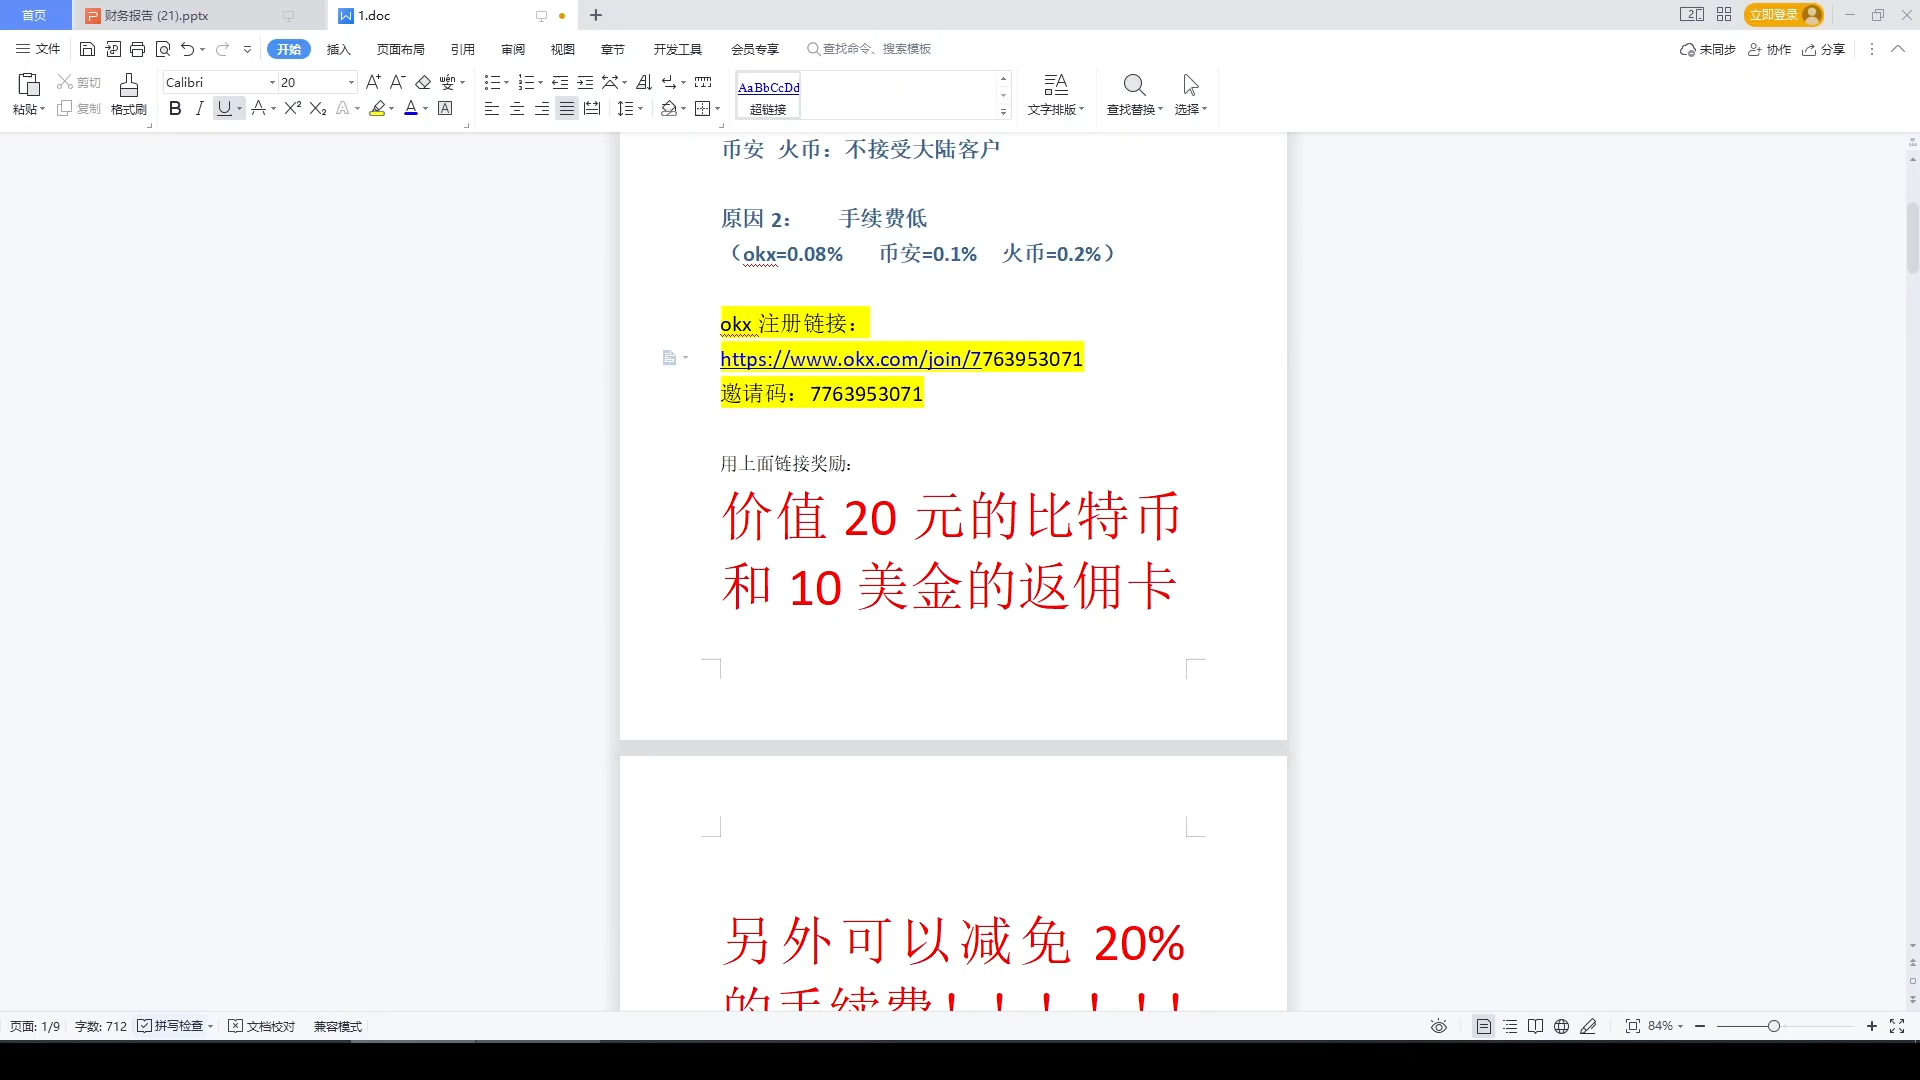 首页
财务报告 (21).pptx
1.doc
立即登录
文件
开始
插入
页面布局
引用
审阅
视图
章节
开发工具
会员专享
查找命令、搜索模板
未同步
协作
分享
粘贴
剪切
复制
格式刷
Calibri
20
AaBbCcDd
超链接
文字排版
查找替换
选择
币安 火币：不接受大陆客户
原因 2： 手续费低
（okx=0.08% 币安=0.1% 火币=0.2%）
okx 注册链接：
https://www.okx.com/join/7763953071
邀请码：7763953071
用上面链接奖励：
价值 20 元的比特币
和 10 美金的返佣卡
另外可以减免 20%
的手续费！！！！！！
页面: 1/9
字数: 712
拼写检查
文档校对
兼容模式
84%